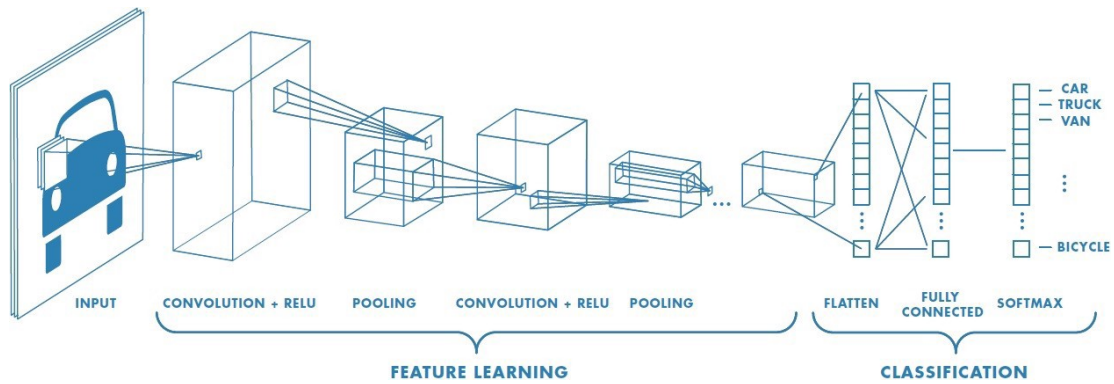 CAR
TRUCK
VAN
BICYCLE
INPUT
CONVOLUTION + RELU
POOLING
CONVOLUTION + RELU
POOLING
FLATTEN
FULLY
CONNECTED
SOFTMAX
FEATURE LEARNING
CLASSIFICATION